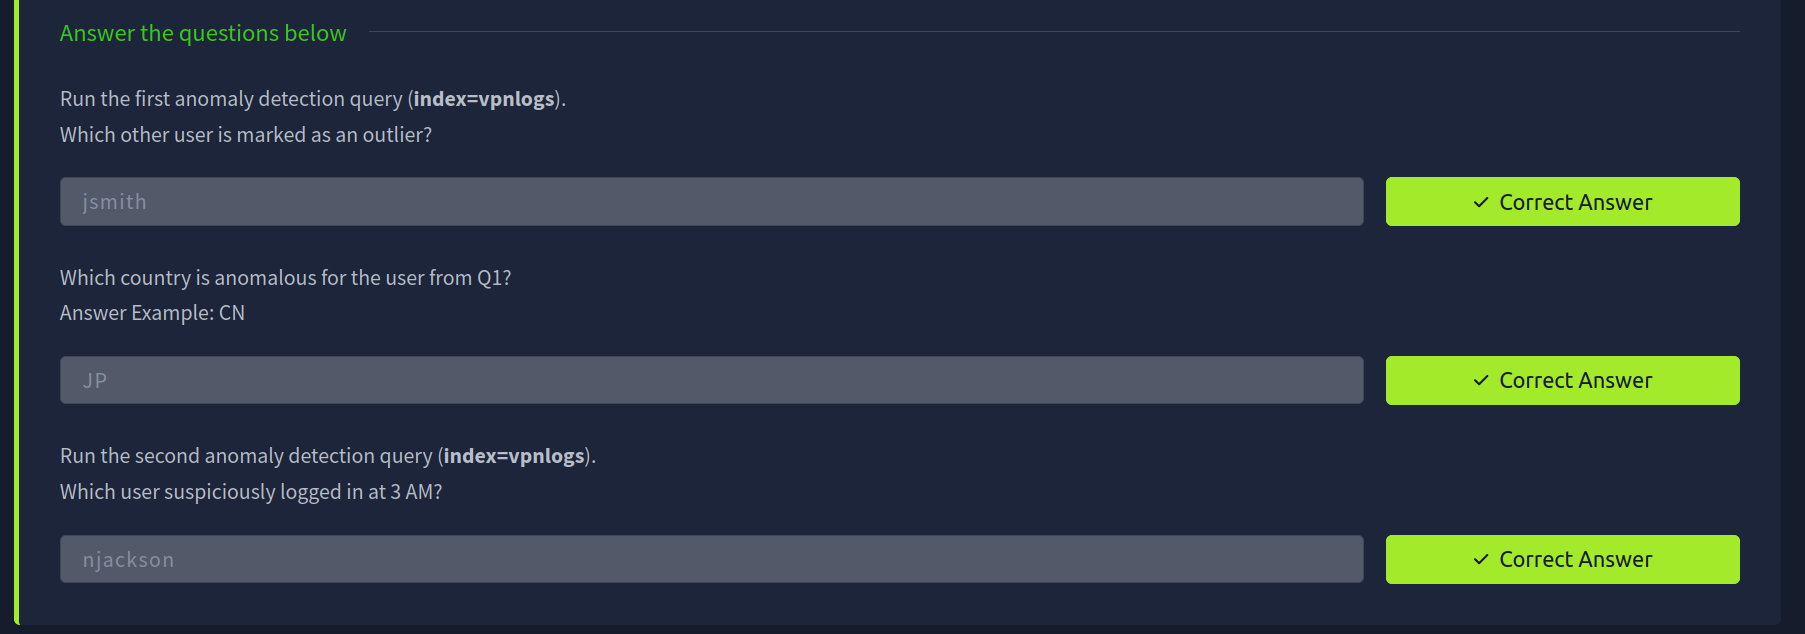 Answer the questions below
Run the first anomaly detection query (index=vpnlogs).
Which other user is marked as an outlier?
jsmith
✓ Correct Answer
Which country is anomalous for the user from Q1?
Answer Example: CN
JP
✓ Correct Answer
Run the second anomaly detection query (index=vpnlogs).
Which user suspiciously logged in at 3 AM?
njackson
✓ Correct Answer